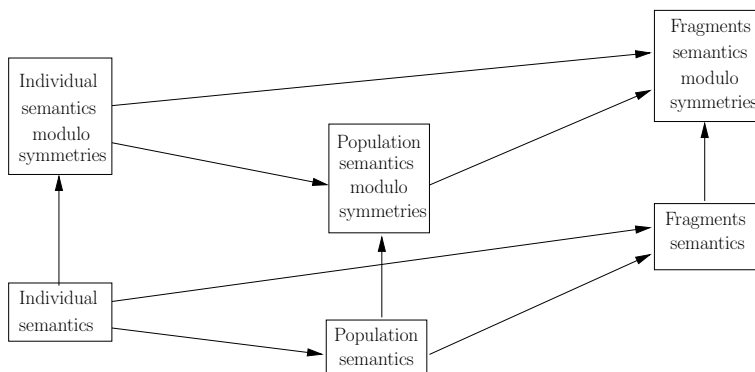 Individual
semantics
modulo
symmetries
Population
semantics
modulo
symmetries
Fragments
semantics
modulo
symmetries
Individual
semantics
Population
semantics
Fragments
semantics